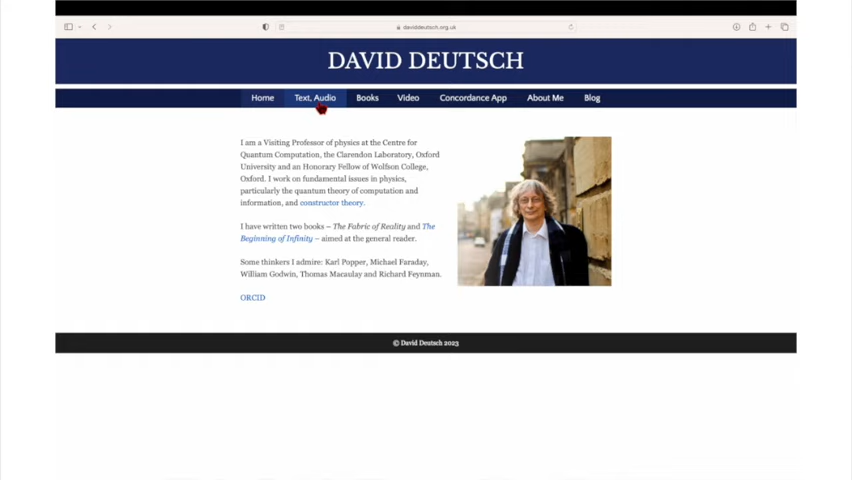 daviddeutsch.org.uk
DAVID DEUTSCH
Home Text, Audio Books Video Concordance App About Me Blog
I am a Visiting Professor of physics at the Centre for
Quantum Computation, the Clarendon Laboratory, Oxford
University and an Honorary Fellow of Wolfson College,
Oxford. I work on fundamental issues in physics,
particularly the quantum theory of computation and
information, and constructor theory.
I have written two books – The Fabric of Reality and The
Beginning of Infinity – aimed at the general reader.
Some thinkers I admire: Karl Popper, Michael Faraday,
William Godwin, Thomas Macaulay and Richard Feynman.
ORCID
© David Deutsch 2023